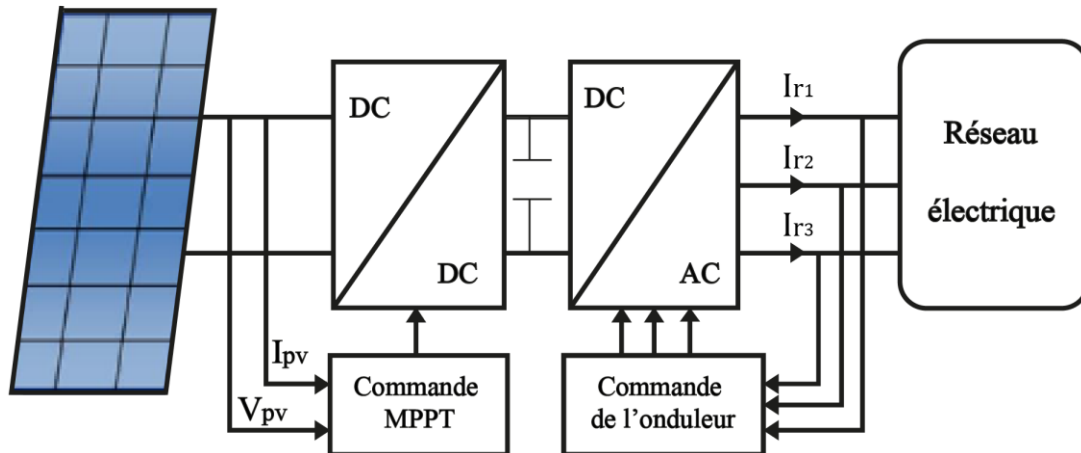 DC
DC
DC
AC
Ir1
Ir2
Ir3
Réseau
électrique
Ipv
Vpv
Commande
MPPT
Commande
de l’onduleur